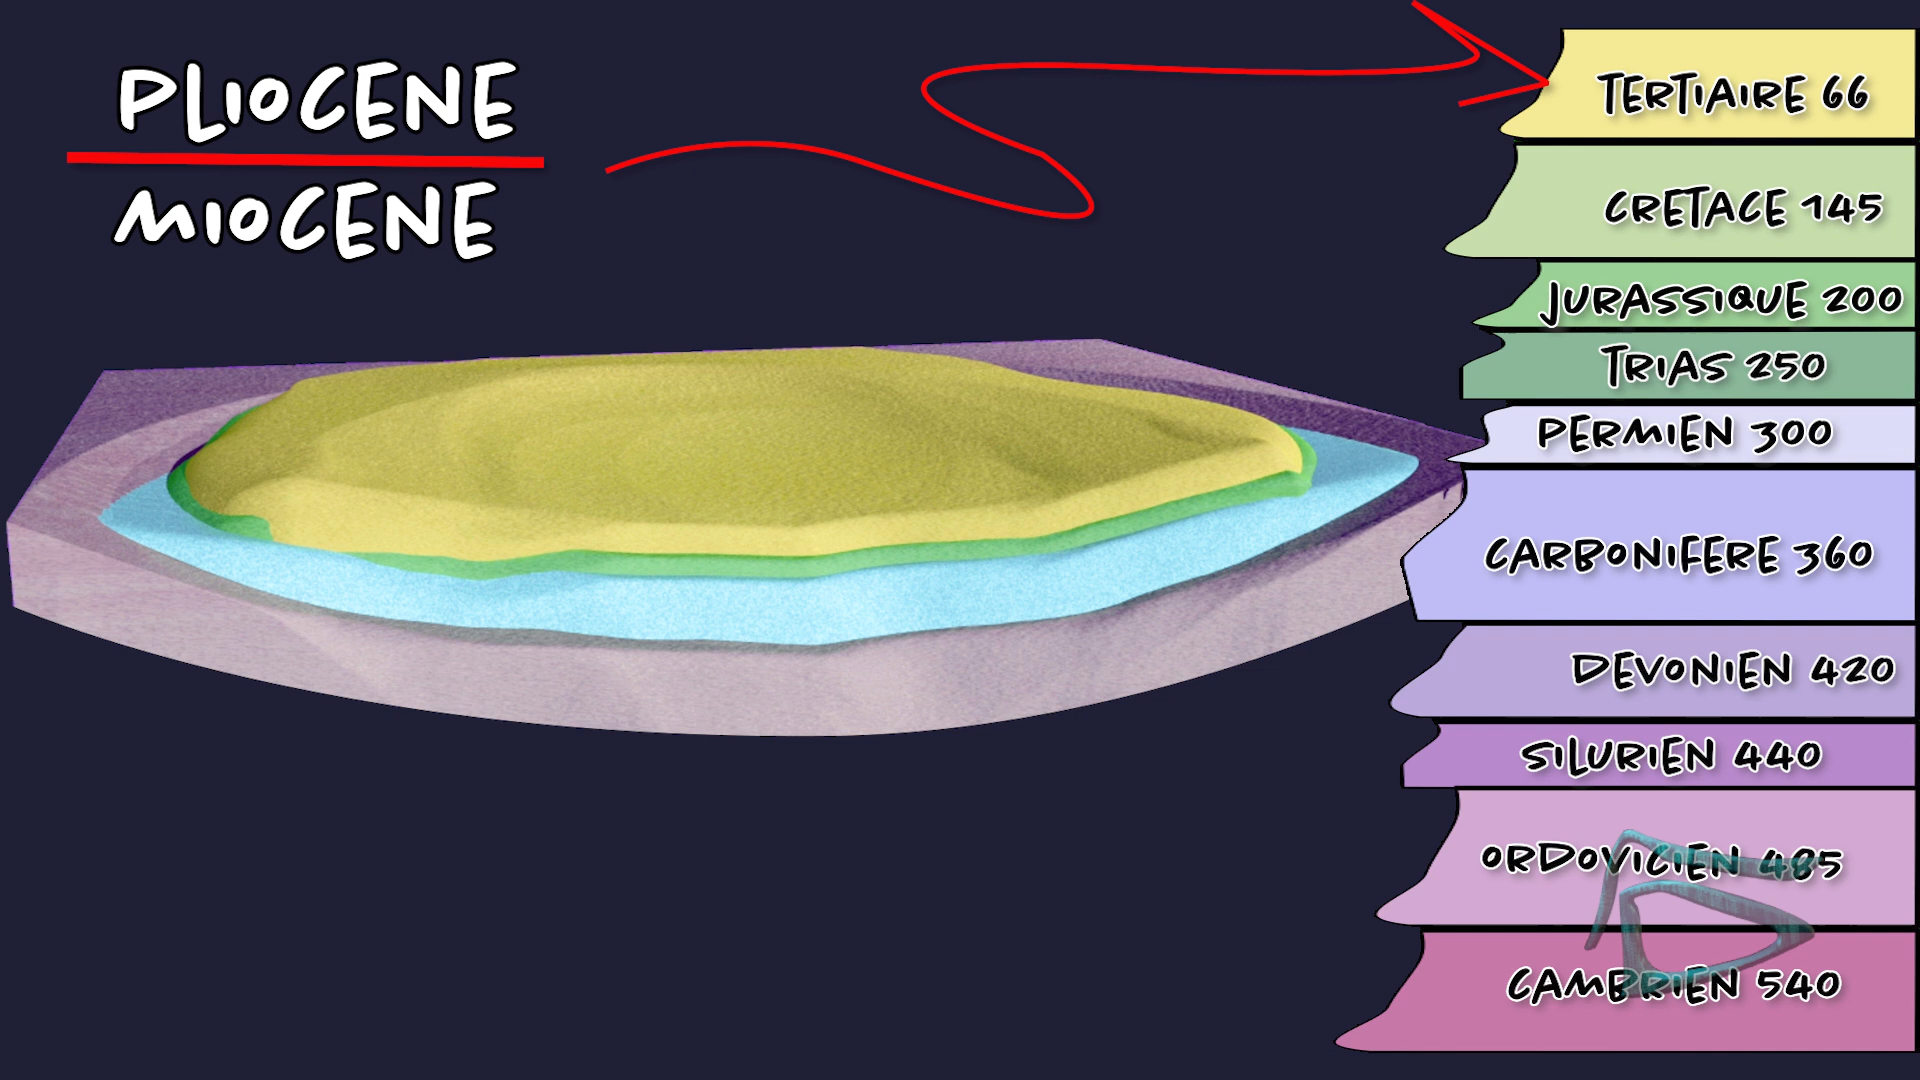 PLIOCENE
MIOCENE
TERTIAIRE 66
CRETACE 145
JURASSIQUE 200
TRIAS 250
PERMIEN 300
CARBONIFERE 360
DEVONIEN 420
SILURIEN 440
ORDOVICIEN 485
CAMBRIEN 540